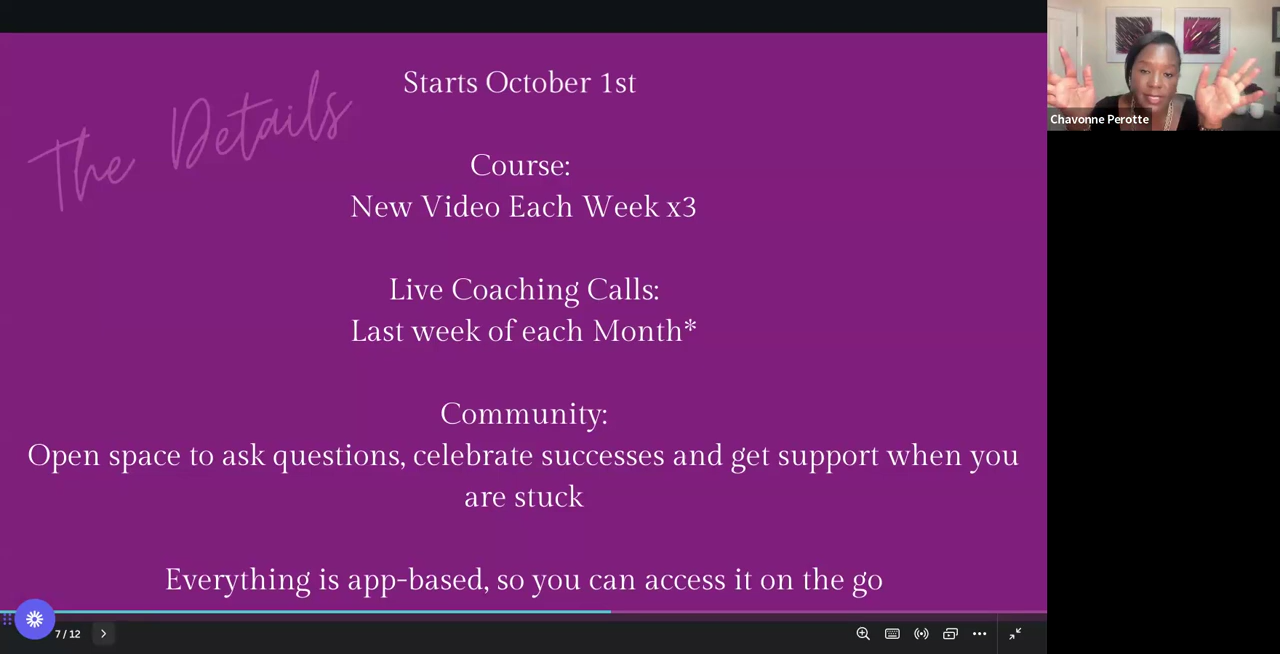 The Details
Starts October 1st
Course:
New Video Each Week x3
Live Coaching Calls:
Last week of each Month*
Community:
Open space to ask questions, celebrate successes and get support when you
are stuck
Everything is app-based, so you can access it on the go
7 / 12
Chavonne Perotte